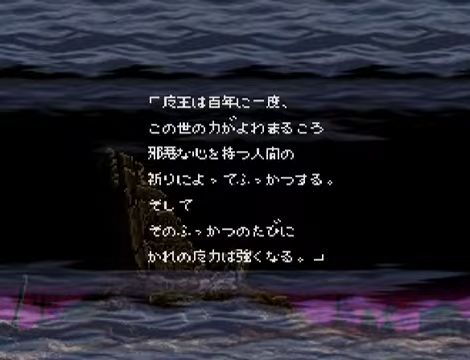 「魔王は百年に一度、
この世の力がよわまるころ
邪悪な心を持つ人間の
祈りによってふっかつする。
そして
そのふっかつのたびに
かれの魔力は強くなる。」